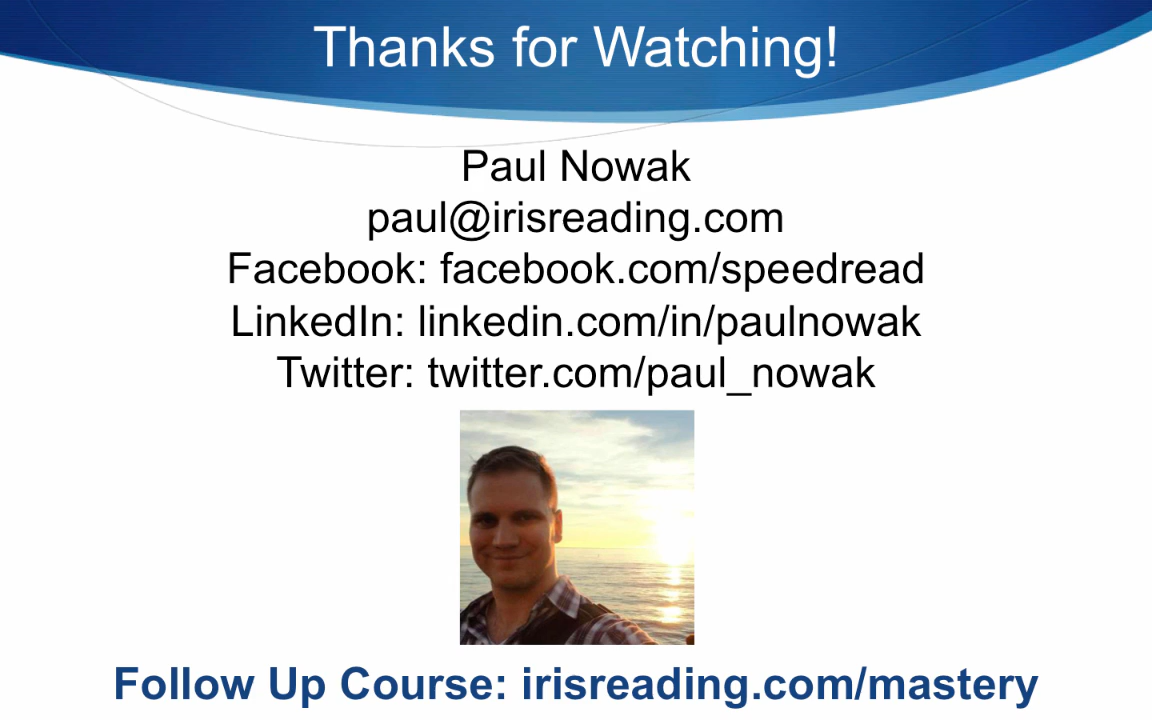 Thanks for Watching!
Paul Nowak
paul@irisreading.com
Facebook: facebook.com/speedread
LinkedIn: linkedin.com/in/paulnowak
Twitter: twitter.com/paul_nowak
Follow Up Course: irisreading.com/mastery